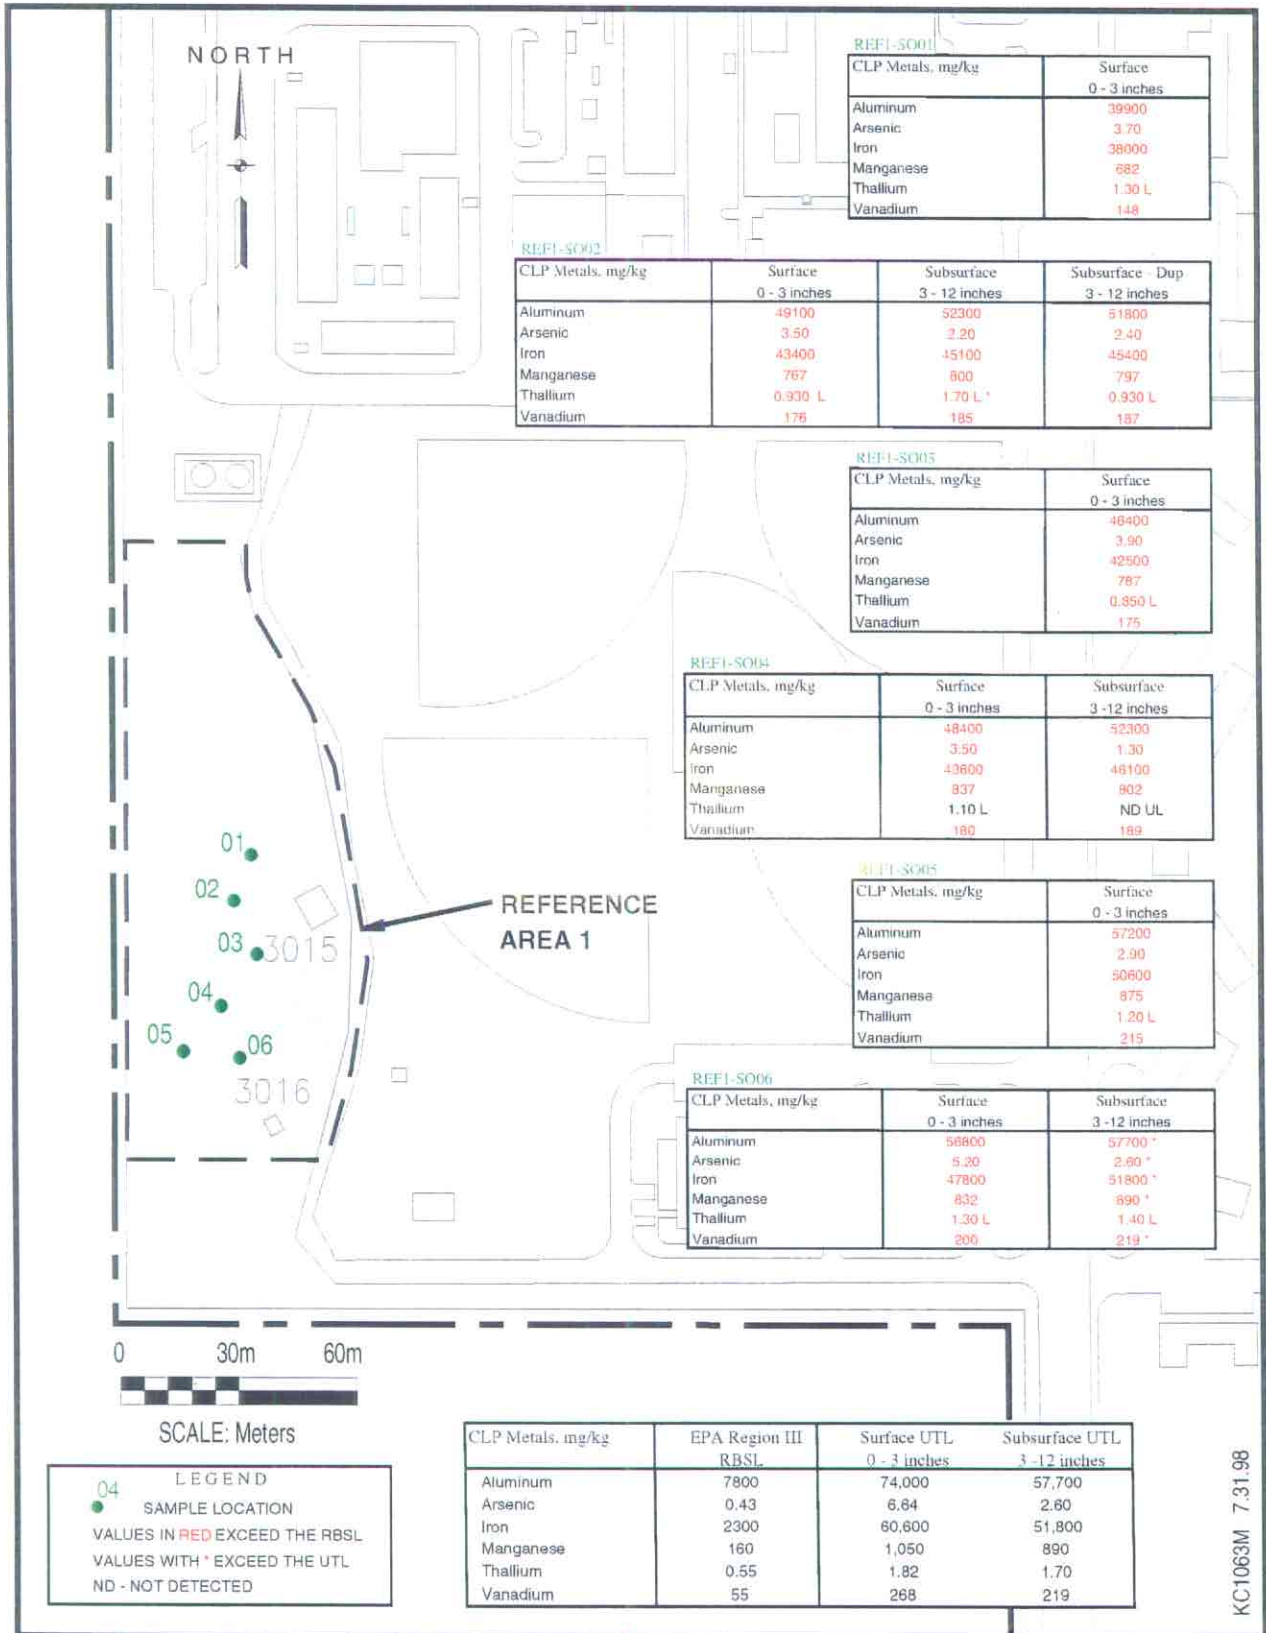 NORTH
REF1-SO01
CLP Metals, mg/kg Surface
0 - 3 inches
Aluminum 39900
Arsenic 3.70
Iron 38000
Manganese 682
Thallium 1.30 L
Vanadium 148
REF1-SO02
CLP Metals, mg/kg Surface Subsurface Subsurface - Dup
0 - 3 inches 3 - 12 inches 3 - 12 inches
Aluminum 49100 52300 51800
Arsenic 3.50 2.20 2.40
Iron 43400 45100 45400
Manganese 767 800 797
Thallium 0.930 L 1.70 L * 0.930 L
Vanadium 176 185 187
REF1-SO03
CLP Metals, mg/kg Surface
0 - 3 inches
Aluminum 46400
Arsenic 3.90
Iron 42500
Manganese 787
Thallium 0.850 L
Vanadium 175
REF1-SO04
CLP Metals, mg/kg Surface Subsurface
0 - 3 inches 3 -12 inches
Aluminum 48400 52300
Arsenic 3.50 1.30
Iron 43600 46100
Manganese 837 802
Thallium 1.10 L ND UL
Vanadium 180 189
01
02
03 3015
04
05
06
3016
REFERENCE
AREA 1
REF1-SO05
CLP Metals, mg/kg Surface
0 - 3 inches
Aluminum 57200
Arsenic 2.90
Iron 50600
Manganese 875
Thallium 1.20 L
Vanadium 215
REF1-SO06
CLP Metals, mg/kg Surface Subsurface
0 - 3 inches 3 -12 inches
Aluminum 56800 57700 *
Arsenic 5.20 2.60 *
Iron 47800 51800 *
Manganese 832 890 *
Thallium 1.30 L 1.40 L
Vanadium 200 219 *
0 30m 60m
SCALE: Meters
LEGEND
04
SAMPLE LOCATION
VALUES IN RED EXCEED THE RBSL
VALUES WITH * EXCEED THE UTL
ND - NOT DETECTED
CLP Metals, mg/kg EPA Region III Surface UTL Subsurface UTL
RBSL 0 - 3 inches 3 -12 inches
Aluminum 7800 74,000 57,700
Arsenic 0.43 6.64 2.60
Iron 2300 60,600 51,800
Manganese 160 1,050 890
Thallium 0.55 1.82 1.70
Vanadium 55 268 219
KC1063M 7.31.98